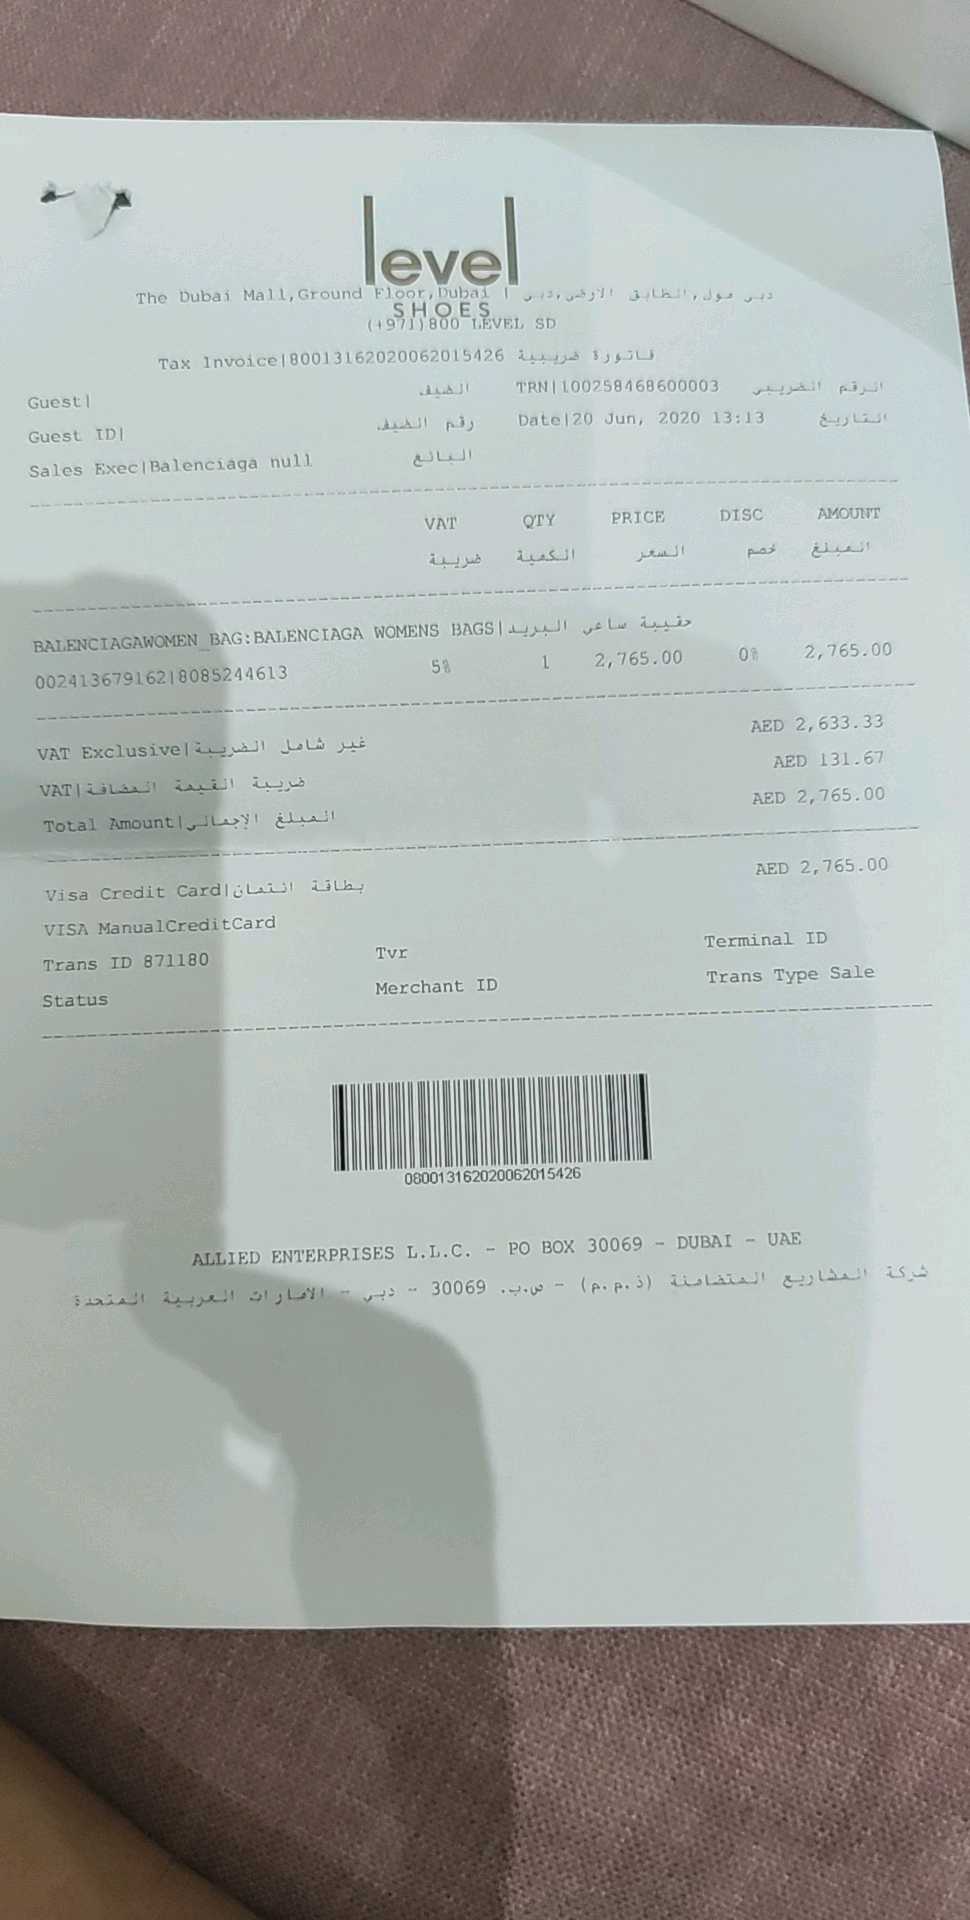 level
The Dubai Mall,Ground Floor,Dubai | دبي مول,الطابق الارضي,دبي
SHOES
(+971)800 LEVEL SD
Tax Invoice|80013162020062015426 فاتورة ضريبية
Guest| الضيف TRN|100258468600003 الرقم الضريبي
Guest ID| رقم الضيف Date|20 Jun, 2020 13:13 التاريخ
Sales Exec|Balenciaga null البائع
VAT QTY PRICE DISC AMOUNT
ضريبة الكمية السعر خصم المبلغ
BALENCIAGAWOMEN_BAG:BALENCIAGA WOMENS BAGS|حقيبة ساعي البريد
002413679162|8085244613 5% 1 2,765.00 0% 2,765.00
VAT Exclusive|غير شامل الضريبة AED 2,633.33
VAT|ضريبة القيمة المضافة AED 131.67
Total Amount|المبلغ الإجمالي AED 2,765.00
Visa Credit Card|بطاقة ائتمان AED 2,765.00
VISA ManualCreditCard
Trans ID 871180 Tvr Terminal ID
Status Merchant ID Trans Type Sale
080013162020062015426
ALLIED ENTERPRISES L.L.C. - PO BOX 30069 - DUBAI - UAE
شركة المشاريع المتضامنة (ذ.م.م) - ص.ب. 30069 - دبي - الامارات العربية المتحدة